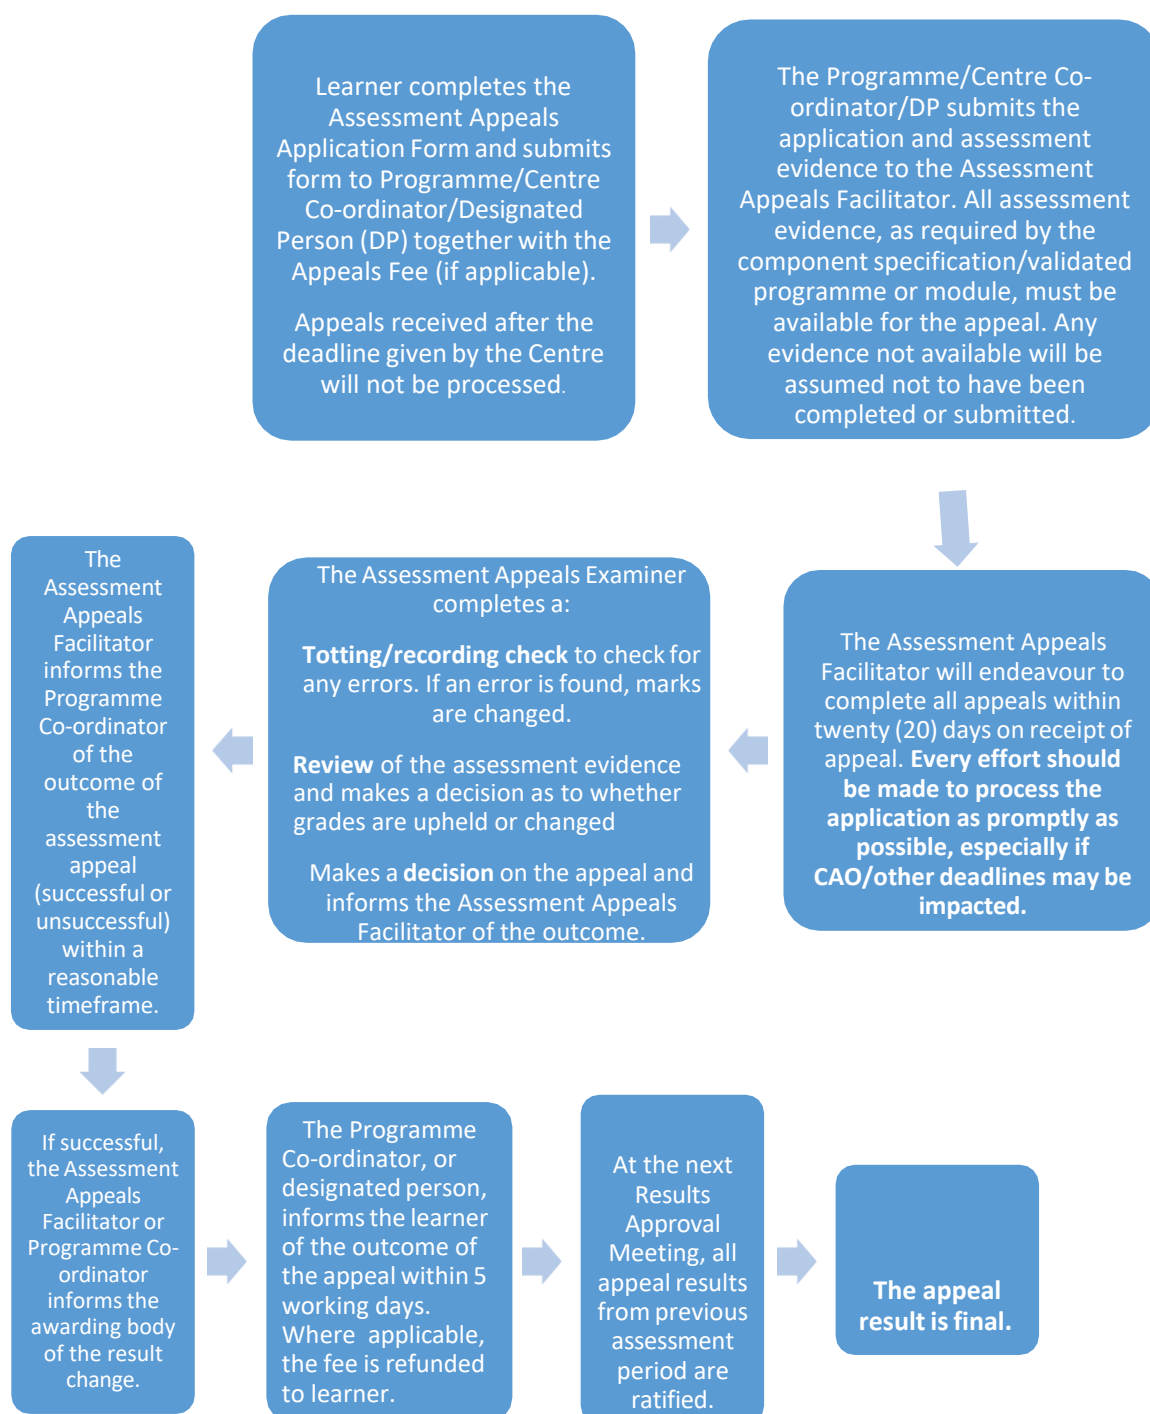 Learner completes the
Assessment Appeals
Application Form and submits
form to Programme/Centre
Co-ordinator/Designated
Person (DP) together with the
Appeals Fee (if applicable).
Appeals received after the
deadline given by the Centre
will not be processed.
The Programme/Centre Co-
ordinator/DP submits the
application and assessment
evidence to the Assessment
Appeals Facilitator. All assessment
evidence, as required by the
component specification/validated
programme or module, must be
available for the appeal. Any
evidence not available will be
assumed not to have been
completed or submitted.
The Assessment Appeals
Facilitator will endeavour to
complete all appeals within
twenty (20) days on receipt of
appeal. Every effort should
be made to process the
application as promptly as
possible, especially if
CAO/other deadlines may be
impacted.
The Assessment Appeals Examiner
completes a:
Totting/recording check to check for
any errors. If an error is found, marks
are changed.
Review of the assessment evidence
and makes a decision as to whether
grades are upheld or changed
Makes a decision on the appeal and
informs the Assessment Appeals
Facilitator of the outcome.
The
Assessment
Appeals
Facilitator
informs the
Programme
Co-ordinator
of the
outcome of
the
assessment
appeal
(successful or
unsuccessful)
within a
reasonable
timeframe.
If successful,
the Assessment
Appeals
Facilitator or
Programme Co-
ordinator
informs the
awarding body
of the result
change.
The Programme
Co-ordinator, or
designated person,
informs the learner
of the outcome of
the appeal within 5
working days.
Where applicable,
the fee is refunded
to learner.
At the next
Results
Approval
Meeting, all
appeal results
from previous
assessment
period are
ratified.
The appeal
result is final.